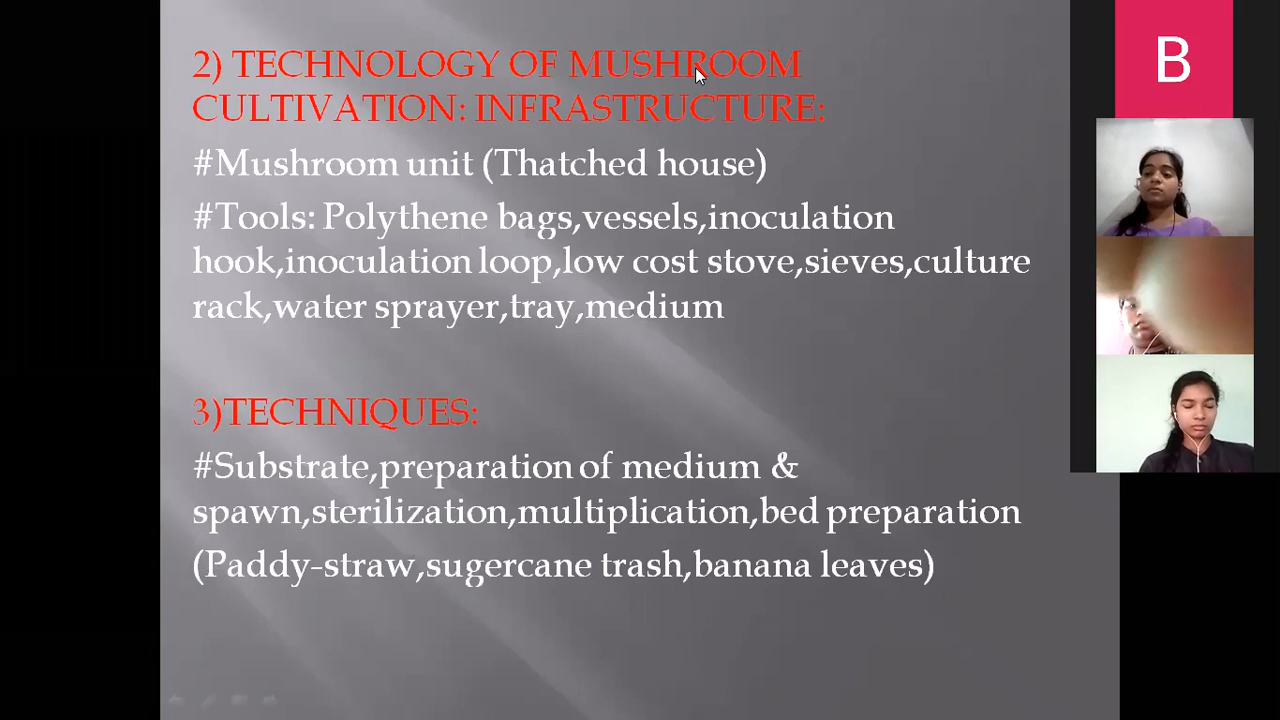 2) TECHNOLOGY OF MUSHROOM
CULTIVATION: INFRASTRUCTURE:
#Mushroom unit (Thatched house)
#Tools: Polythene bags,vessels,inoculation
hook,inoculation loop,low cost stove,sieves,culture
rack,water sprayer,tray,medium
3)TECHNIQUES:
#Substrate,preparation of medium &
spawn,sterilization,multiplication,bed preparation
(Paddy-straw,sugercane trash,banana leaves)
B